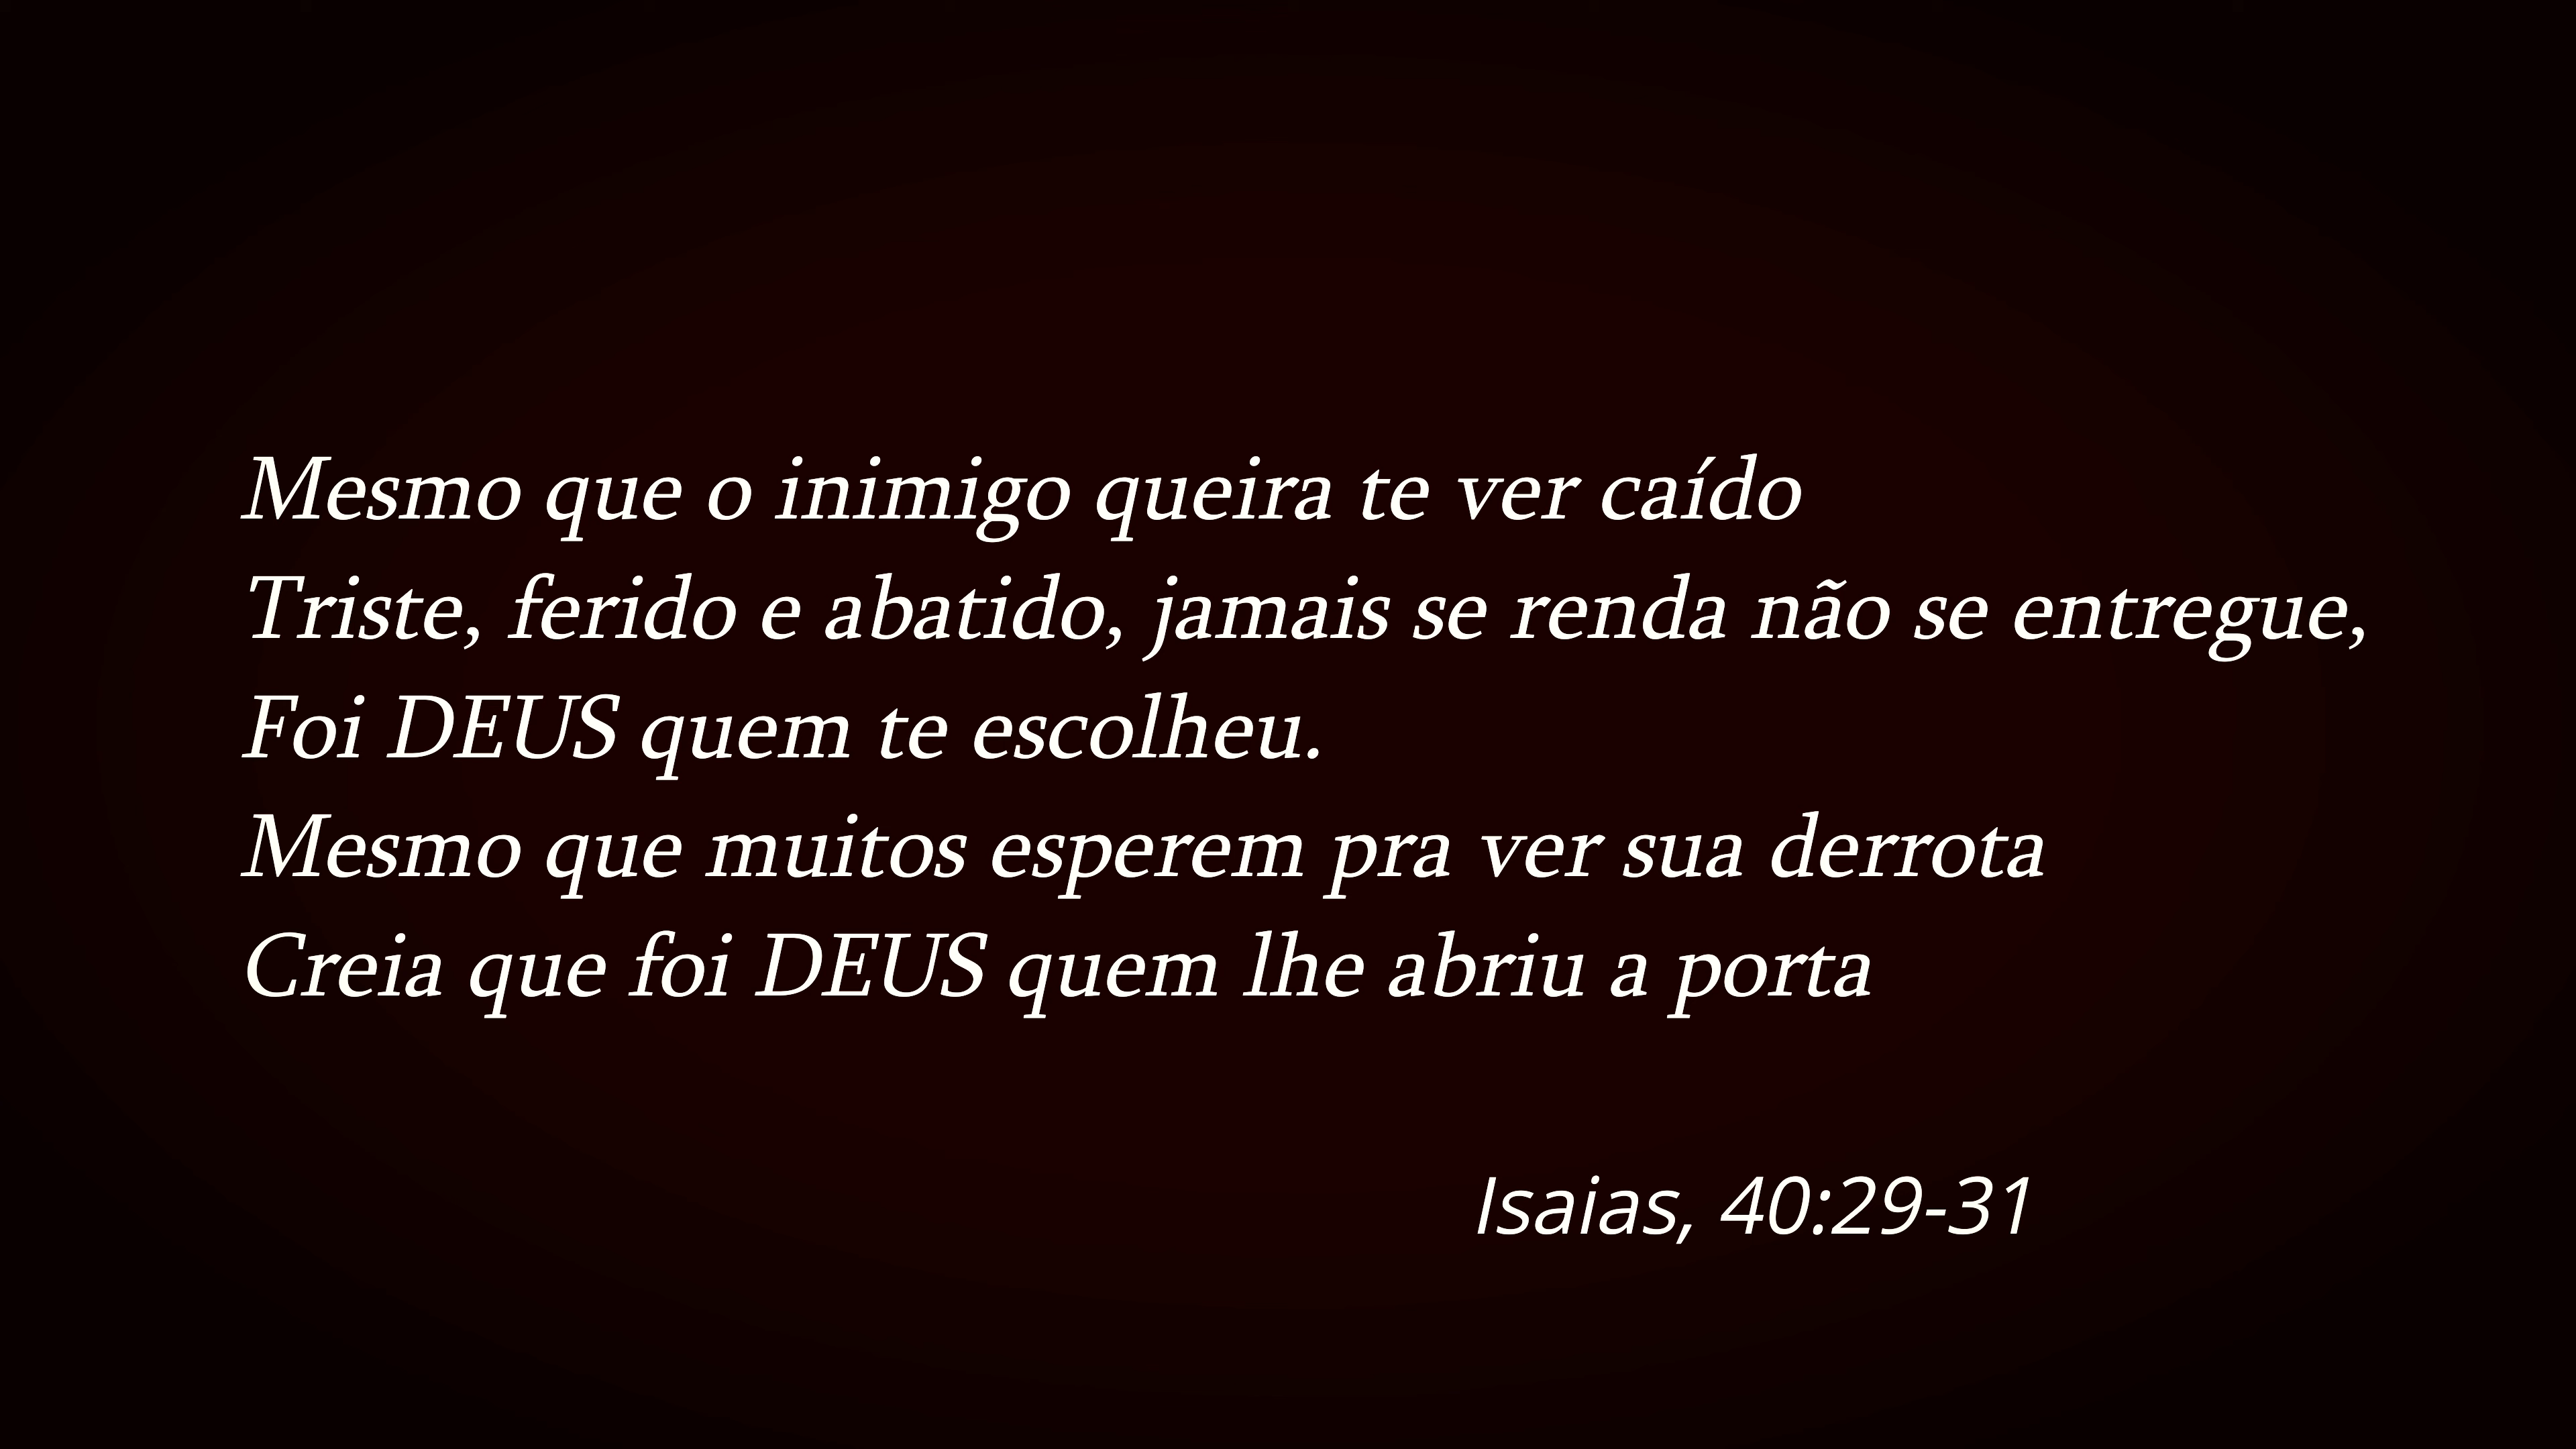 Mesmo que o inimigo queira te ver caído
Triste, ferido e abatido, jamais se renda não se entregue,
Foi DEUS quem te escolheu.
Mesmo que muitos esperem pra ver sua derrota
Creia que foi DEUS quem lhe abriu a porta
Isaias, 40:29-31